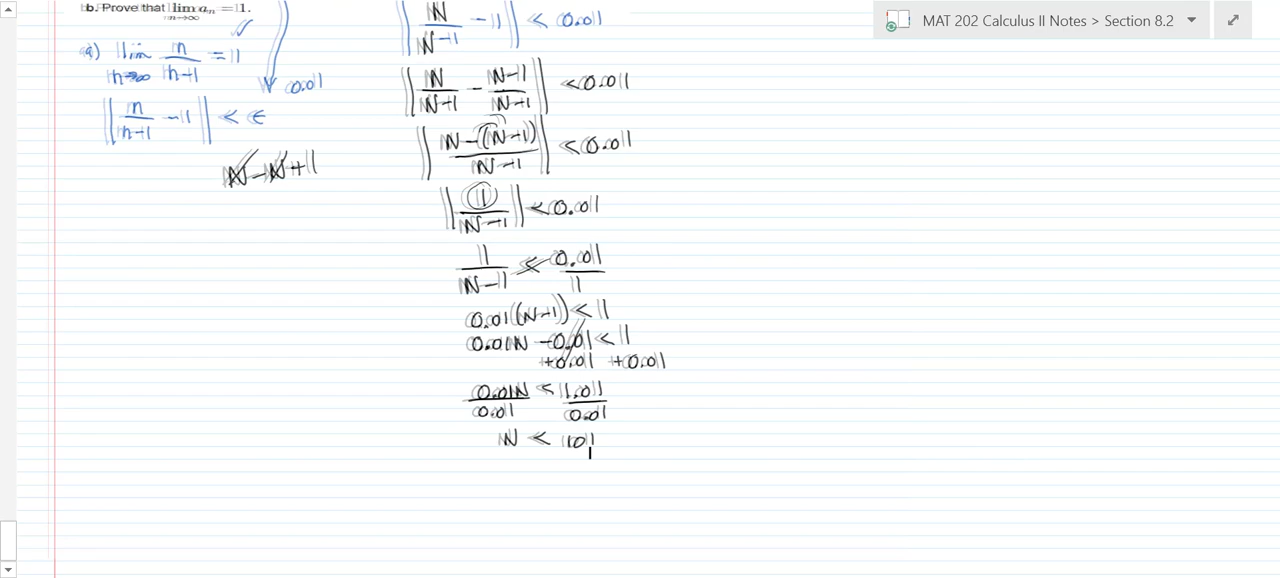 b. Prove that lim aₙ = 1.
n→∞
a) lim n/(n-1) = 1
n→∞
0.01
|n/(n-1) - 1| < ε
N - N + 1
|N/(N-1) - 1| < 0.01
|N/(N-1) - (N-1)/(N-1)| < 0.01
|(N - (N-1))/(N-1)| < 0.01
|1/(N-1)| < 0.01
1/(N-1) < 0.01/1
0.01(N-1) < 1
0.01N - 0.01 < 1
+0.01 +0.01
0.01N < 1.01
0.01 0.01
N < 101
MAT 202 Calculus II Notes > Section 8.2